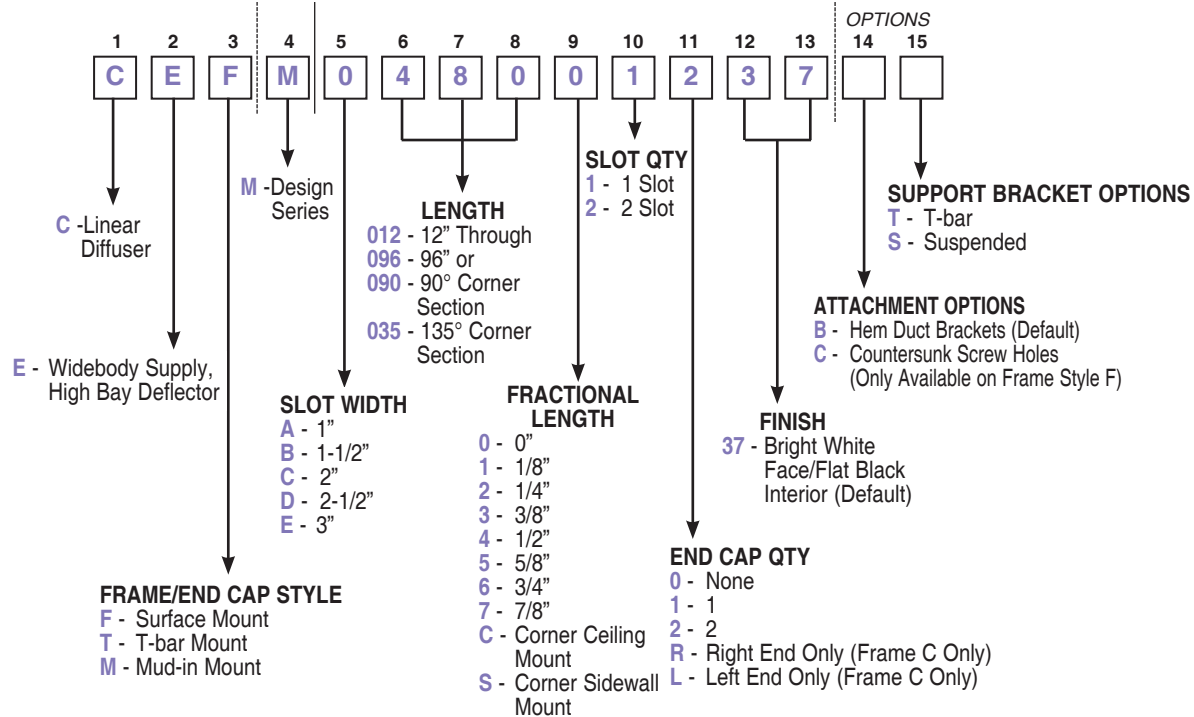 OPTIONS
1 2 3 4 5 6 7 8 9 10 11 12 13 14 15
C E F M 0 4 8 0 0 1 2 3 7
C -Linear
Diffuser
E - Widebody Supply,
High Bay Deflector
FRAME/END CAP STYLE
F - Surface Mount
T - T-bar Mount
M - Mud-in Mount
M -Design
Series
SLOT WIDTH
A - 1”
B - 1-1/2”
C - 2”
D - 2-1/2”
E - 3”
LENGTH
012 - 12” Through
096 - 96” or
090 - 90° Corner
Section
035 - 135° Corner
Section
FRACTIONAL
LENGTH
0 - 0”
1 - 1/8”
2 - 1/4”
3 - 3/8”
4 - 1/2”
5 - 5/8”
6 - 3/4”
7 - 7/8”
C - Corner Ceiling
Mount
S - Corner Sidewall
Mount
SLOT QTY
1 - 1 Slot
2 - 2 Slot
END CAP QTY
0 - None
1 - 1
2 - 2
R - Right End Only (Frame C Only)
L - Left End Only (Frame C Only)
FINISH
37 - Bright White
Face/Flat Black
Interior (Default)
ATTACHMENT OPTIONS
B - Hem Duct Brackets (Default)
C - Countersunk Screw Holes
(Only Available on Frame Style F)
SUPPORT BRACKET OPTIONS
T - T-bar
S - Suspended